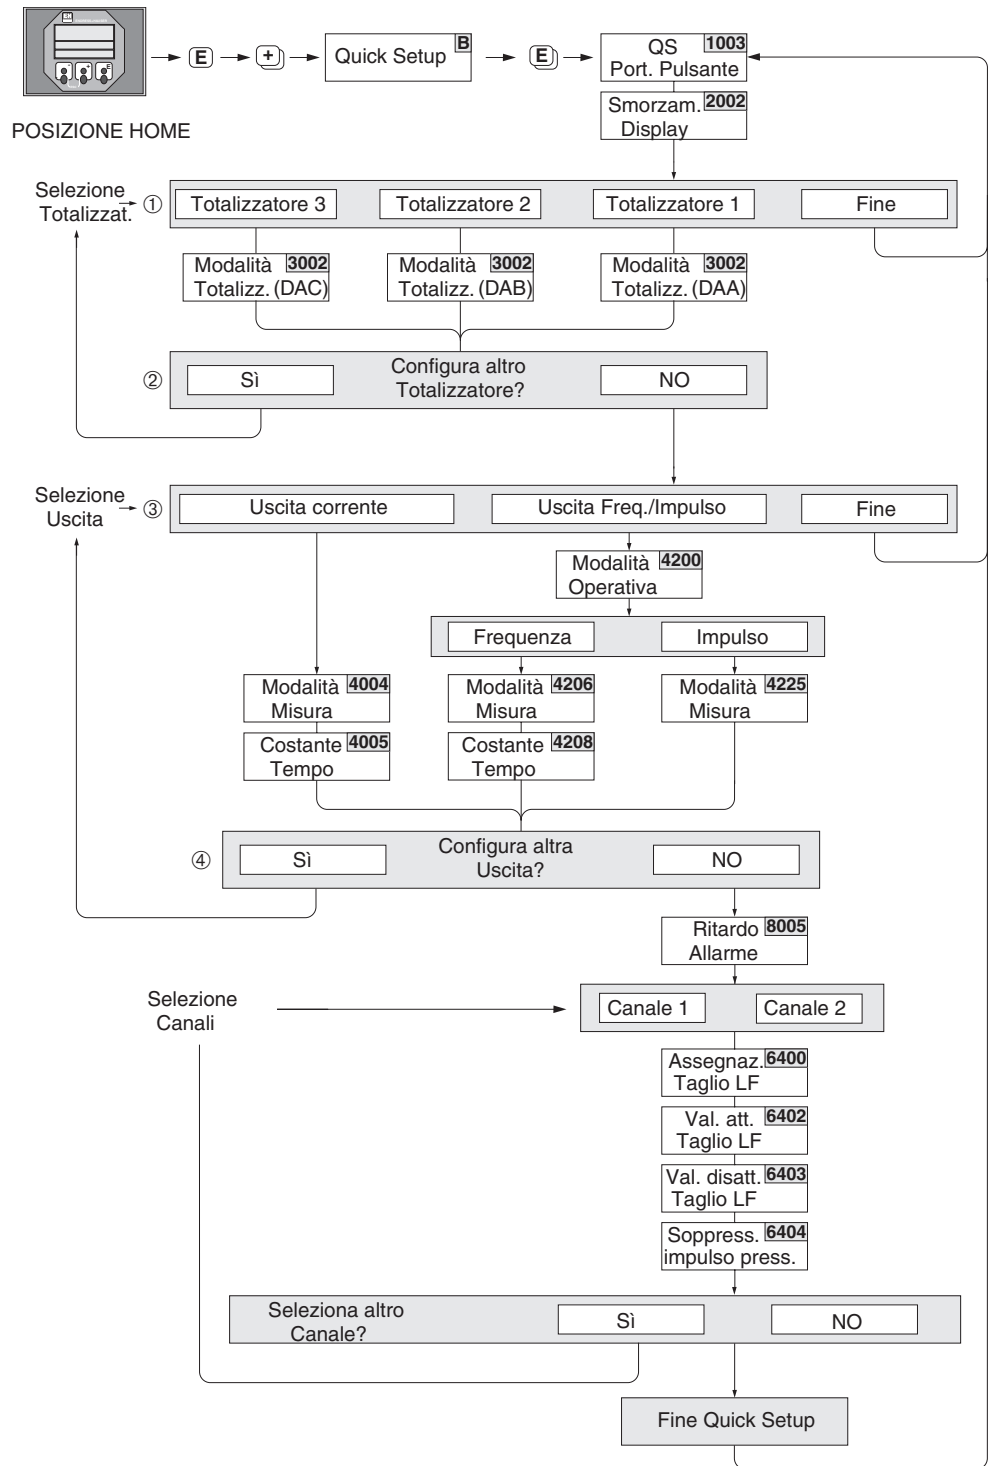 E
+
Quick Setup
B
E
QS
1003
Port. Pulsante
POSIZIONE HOME
Smorzam.
2002
Display
Selezione
Totalizzat.
①
Totalizzatore 3
Totalizzatore 2
Totalizzatore 1
Fine
Modalità
3002
Totalizz. (DAC)
Modalità
3002
Totalizz. (DAB)
Modalità
3002
Totalizz. (DAA)
②
Sì
Configura altro
Totalizzatore?
NO
Selezione
Uscita
③
Uscita corrente
Uscita Freq./Impulso
Fine
Modalità
4200
Operativa
Frequenza
Impulso
Modalità
4004
Misura
Modalità
4206
Misura
Modalità
4225
Misura
Costante
4005
Tempo
Costante
4208
Tempo
④
Sì
Configura altra
Uscita?
NO
Ritardo
8005
Allarme
Selezione
Canali
Canale 1
Canale 2
Assegnaz.
6400
Taglio LF
Val. att.
6402
Taglio LF
Val. disatt.
6403
Taglio LF
Soppress.
6404
impulso press.
Seleziona altro
Canale?
Sì
NO
Fine Quick Setup